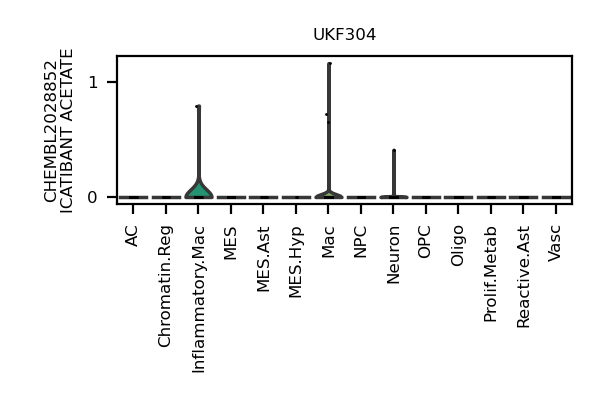 UKF304
CHEMBL2028852
ICATIBANT ACETATE
1
0
AC
Chromatin.Reg
Inflammatory.Mac
MES
MES.Ast
MES.Hyp
Mac
NPC
Neuron
OPC
Oligo
Prolif.Metab
Reactive.Ast
Vasc